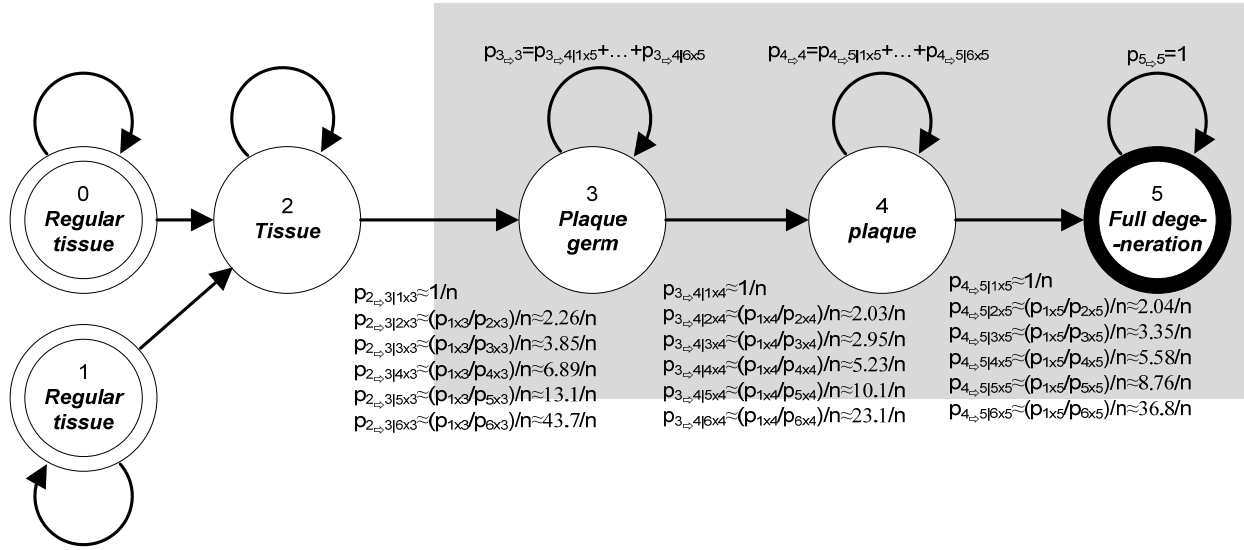 p₃⇨₃=p₃⇨₄|₁ₓ₅+…+p₃⇨₄|₆ₓ₅
p₄⇨₄=p₄⇨₅|₁ₓ₅+…+p₄⇨₅|₆ₓ₅
p₅⇨₅=1
0
Regular
tissue
2
Tissue
3
Plaque
germ
4
plaque
5
Full dege-
-neration
1
Regular
tissue
p₂⇨₃|₁ₓ₃≈1/n
p₂⇨₃|₂ₓ₃≈(p₁ₓ₃/p₂ₓ₃)/n≈2.26/n
p₂⇨₃|₃ₓ₃≈(p₁ₓ₃/p₃ₓ₃)/n≈3.85/n
p₂⇨₃|₄ₓ₃≈(p₁ₓ₃/p₄ₓ₃)/n≈6.89/n
p₂⇨₃|₅ₓ₃≈(p₁ₓ₃/p₅ₓ₃)/n≈13.1/n
p₂⇨₃|₆ₓ₃≈(p₁ₓ₃/p₆ₓ₃)/n≈43.7/n
p₃⇨₄|₁ₓ₄≈1/n
p₃⇨₄|₂ₓ₄≈(p₁ₓ₄/p₂ₓ₄)/n≈2.03/n
p₃⇨₄|₃ₓ₄≈(p₁ₓ₄/p₃ₓ₄)/n≈2.95/n
p₃⇨₄|₄ₓ₄≈(p₁ₓ₄/p₄ₓ₄)/n≈5.23/n
p₃⇨₄|₅ₓ₄≈(p₁ₓ₄/p₅ₓ₄)/n≈10.1/n
p₃⇨₄|₆ₓ₄≈(p₁ₓ₄/p₆ₓ₄)/n≈23.1/n
p₄⇨₅|₁ₓ₅≈1/n
p₄⇨₅|₂ₓ₅≈(p₁ₓ₅/p₂ₓ₅)/n≈2.04/n
p₄⇨₅|₃ₓ₅≈(p₁ₓ₅/p₃ₓ₅)/n≈3.35/n
p₄⇨₅|₄ₓ₅≈(p₁ₓ₅/p₄ₓ₅)/n≈5.58/n
p₄⇨₅|₅ₓ₅≈(p₁ₓ₅/p₅ₓ₅)/n≈8.76/n
p₄⇨₅|₆ₓ₅≈(p₁ₓ₅/p₆ₓ₅)/n≈36.8/n